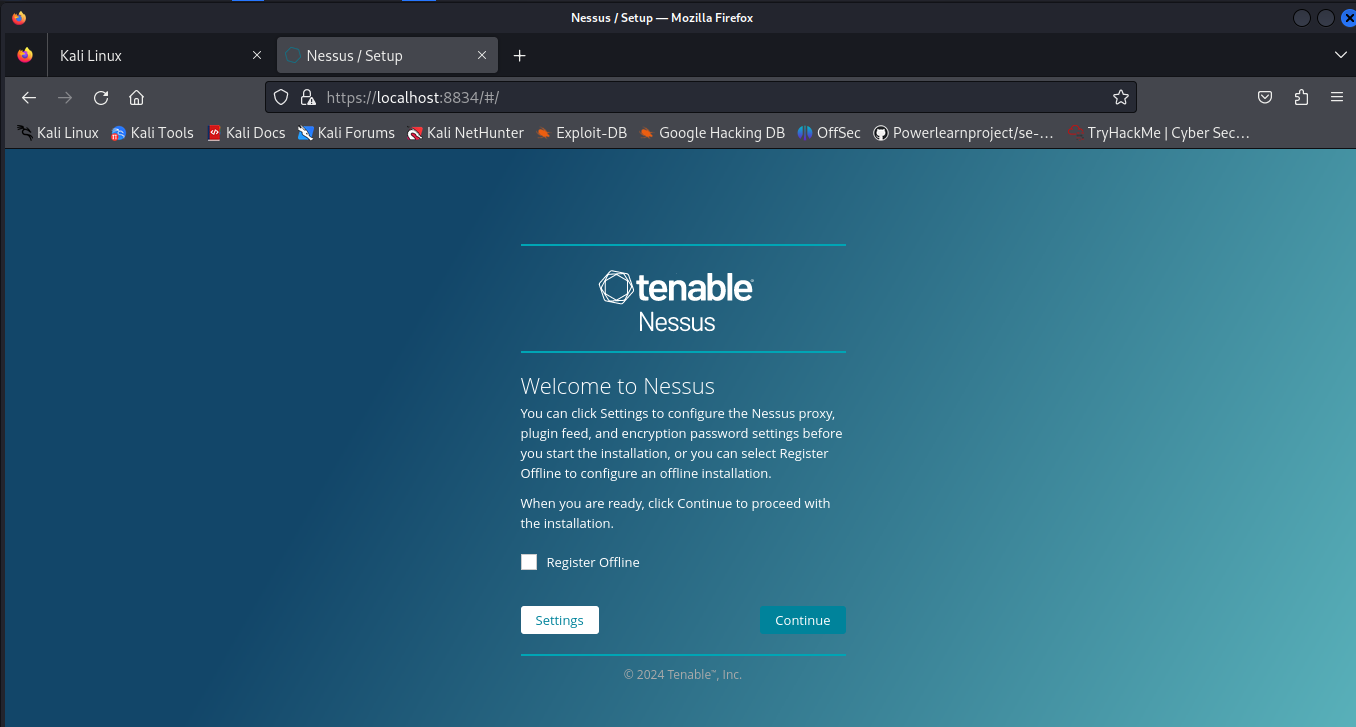 Nessus / Setup — Mozilla Firefox
Kali Linux
Nessus / Setup
https://localhost:8834/#/
Kali Linux Kali Tools Kali Docs Kali Forums Kali NetHunter Exploit-DB Google Hacking DB OffSec Powerlearnproject/se-… TryHackMe | Cyber Sec…
tenable
Nessus
Welcome to Nessus
You can click Settings to configure the Nessus proxy,
plugin feed, and encryption password settings before
you start the installation, or you can select Register
Offline to configure an offline installation.
When you are ready, click Continue to proceed with
the installation.
Register Offline
Settings Continue
© 2024 Tenable™, Inc.